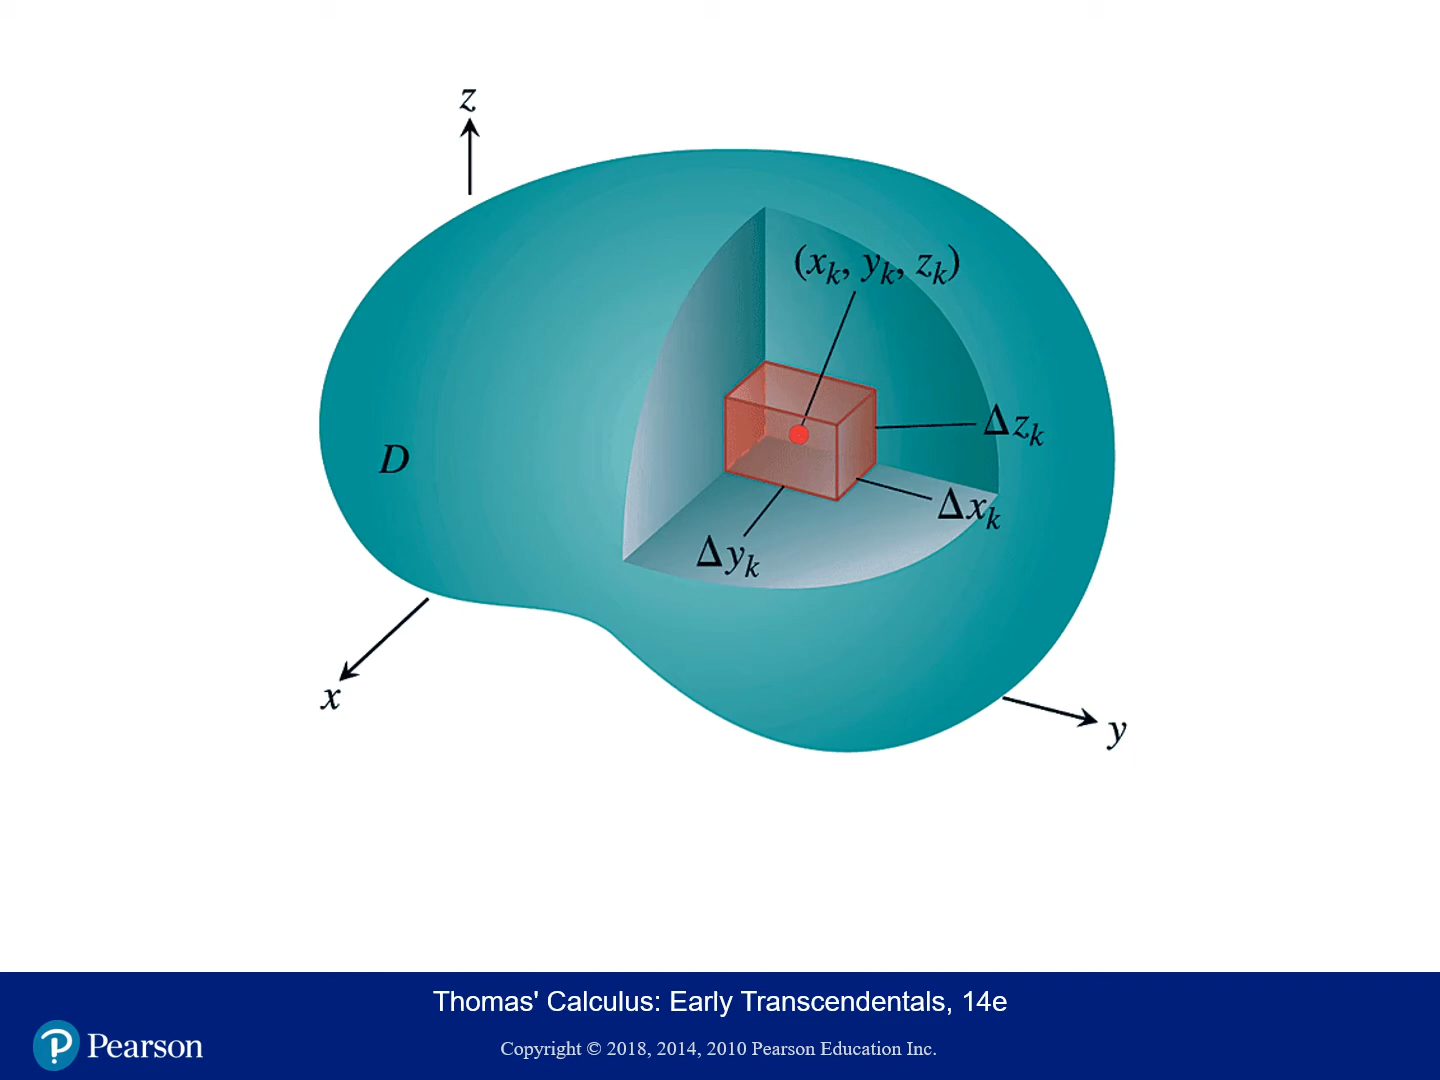 z
(xₖ, yₖ, zₖ)
Δzₖ
D
Δxₖ
Δyₖ
x
y
Thomas' Calculus: Early Transcendentals, 14e
Pearson
Copyright © 2018, 2014, 2010 Pearson Education Inc.